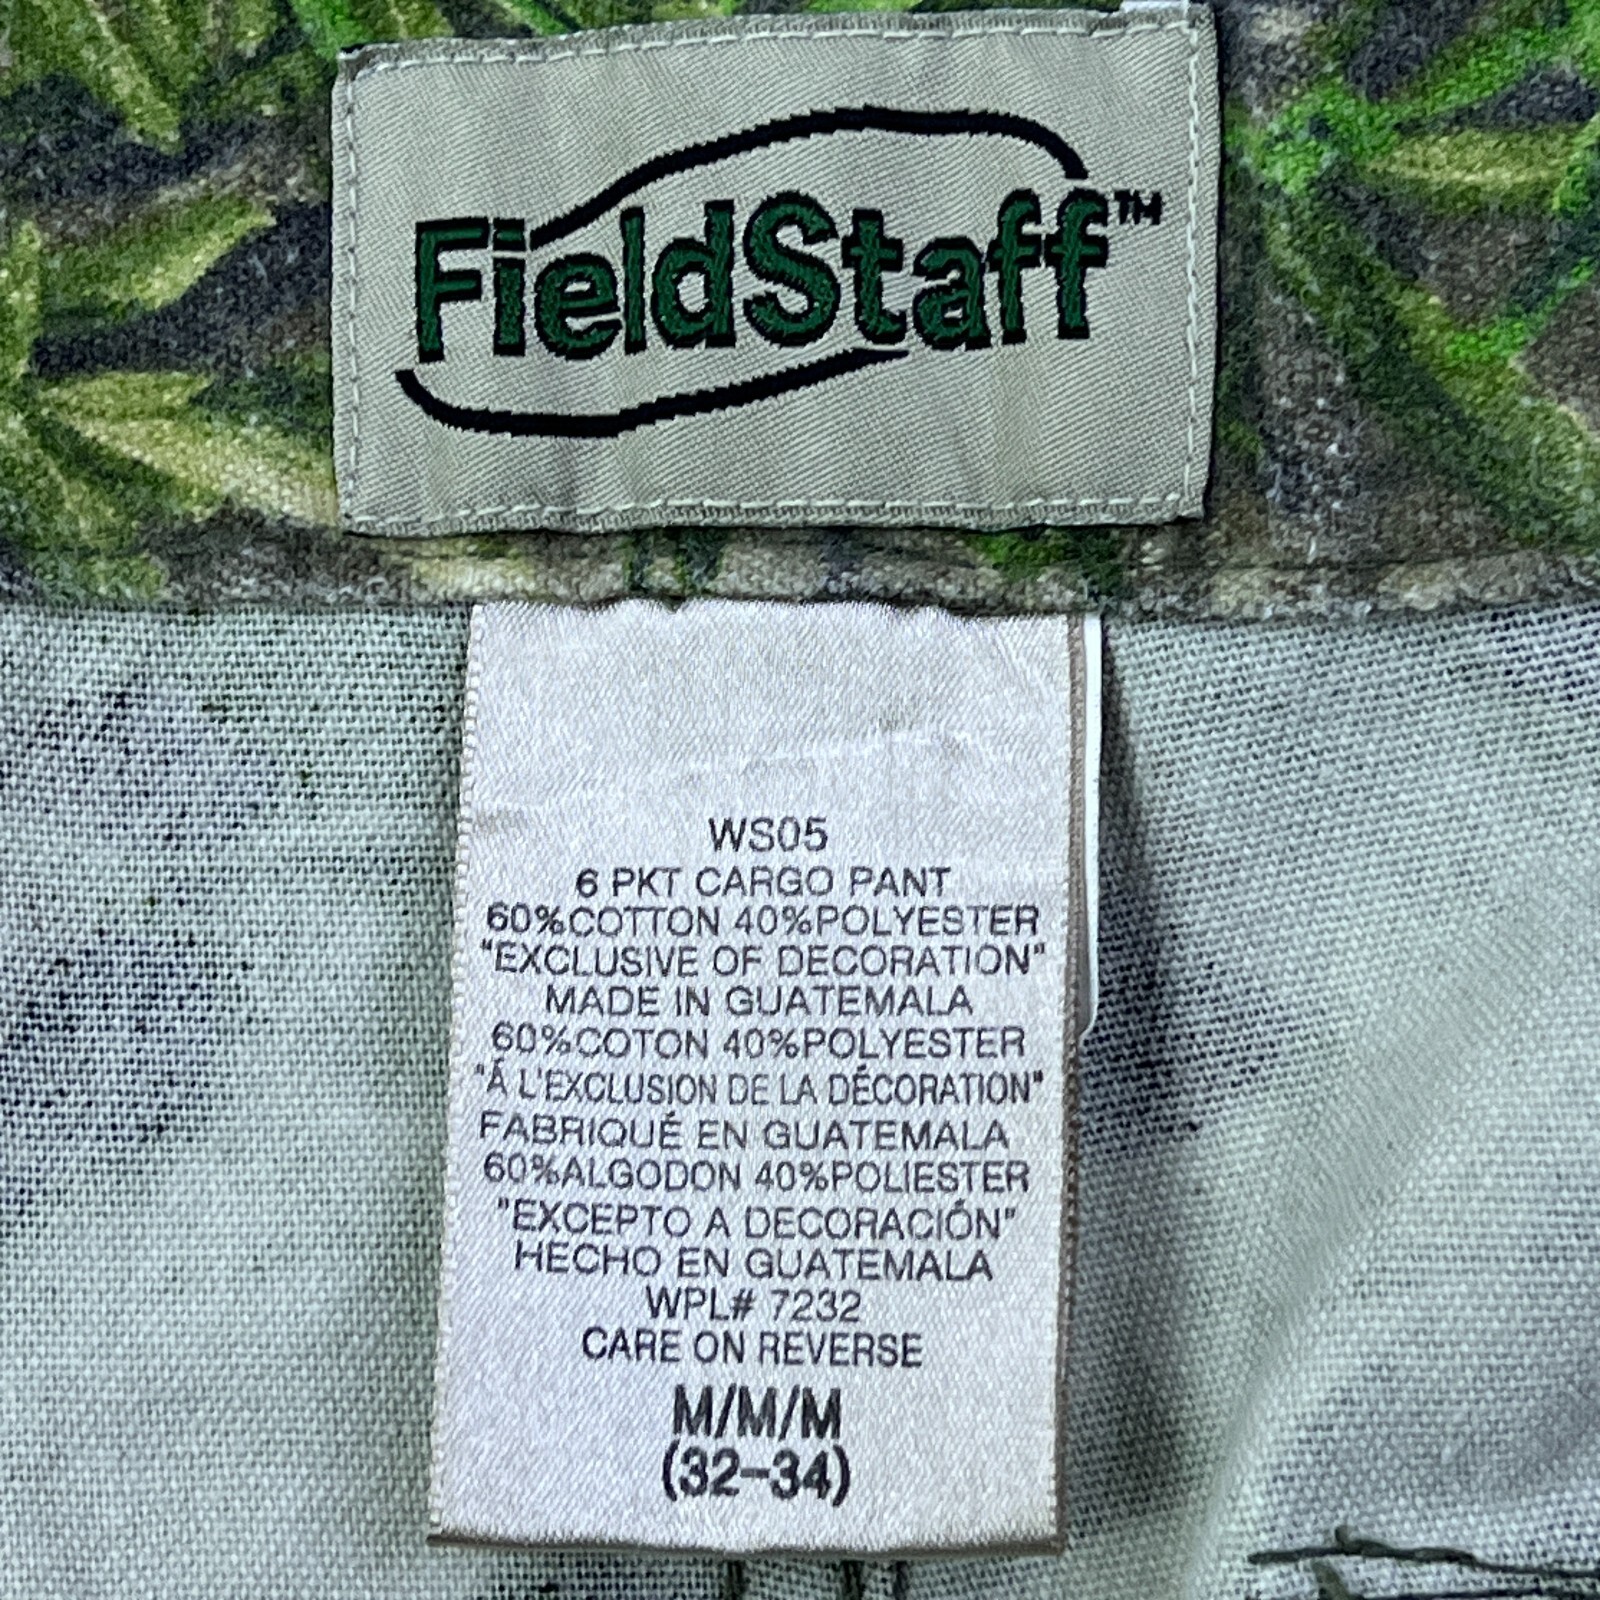 FieldStaff™
WS05
6 PKT CARGO PANT
60%COTTON 40%POLYESTER
"EXCLUSIVE OF DECORATION"
MADE IN GUATEMALA
60%COTON 40%POLYESTER
"Á L'EXCLUSION DE LA DÉCORATION"
FABRIQUÉ EN GUATEMALA
60%ALGODON 40%POLIESTER
"EXCEPTO A DECORACIÓN"
HECHO EN GUATEMALA
WPL# 7232
CARE ON REVERSE
M/M/M
(32-34)